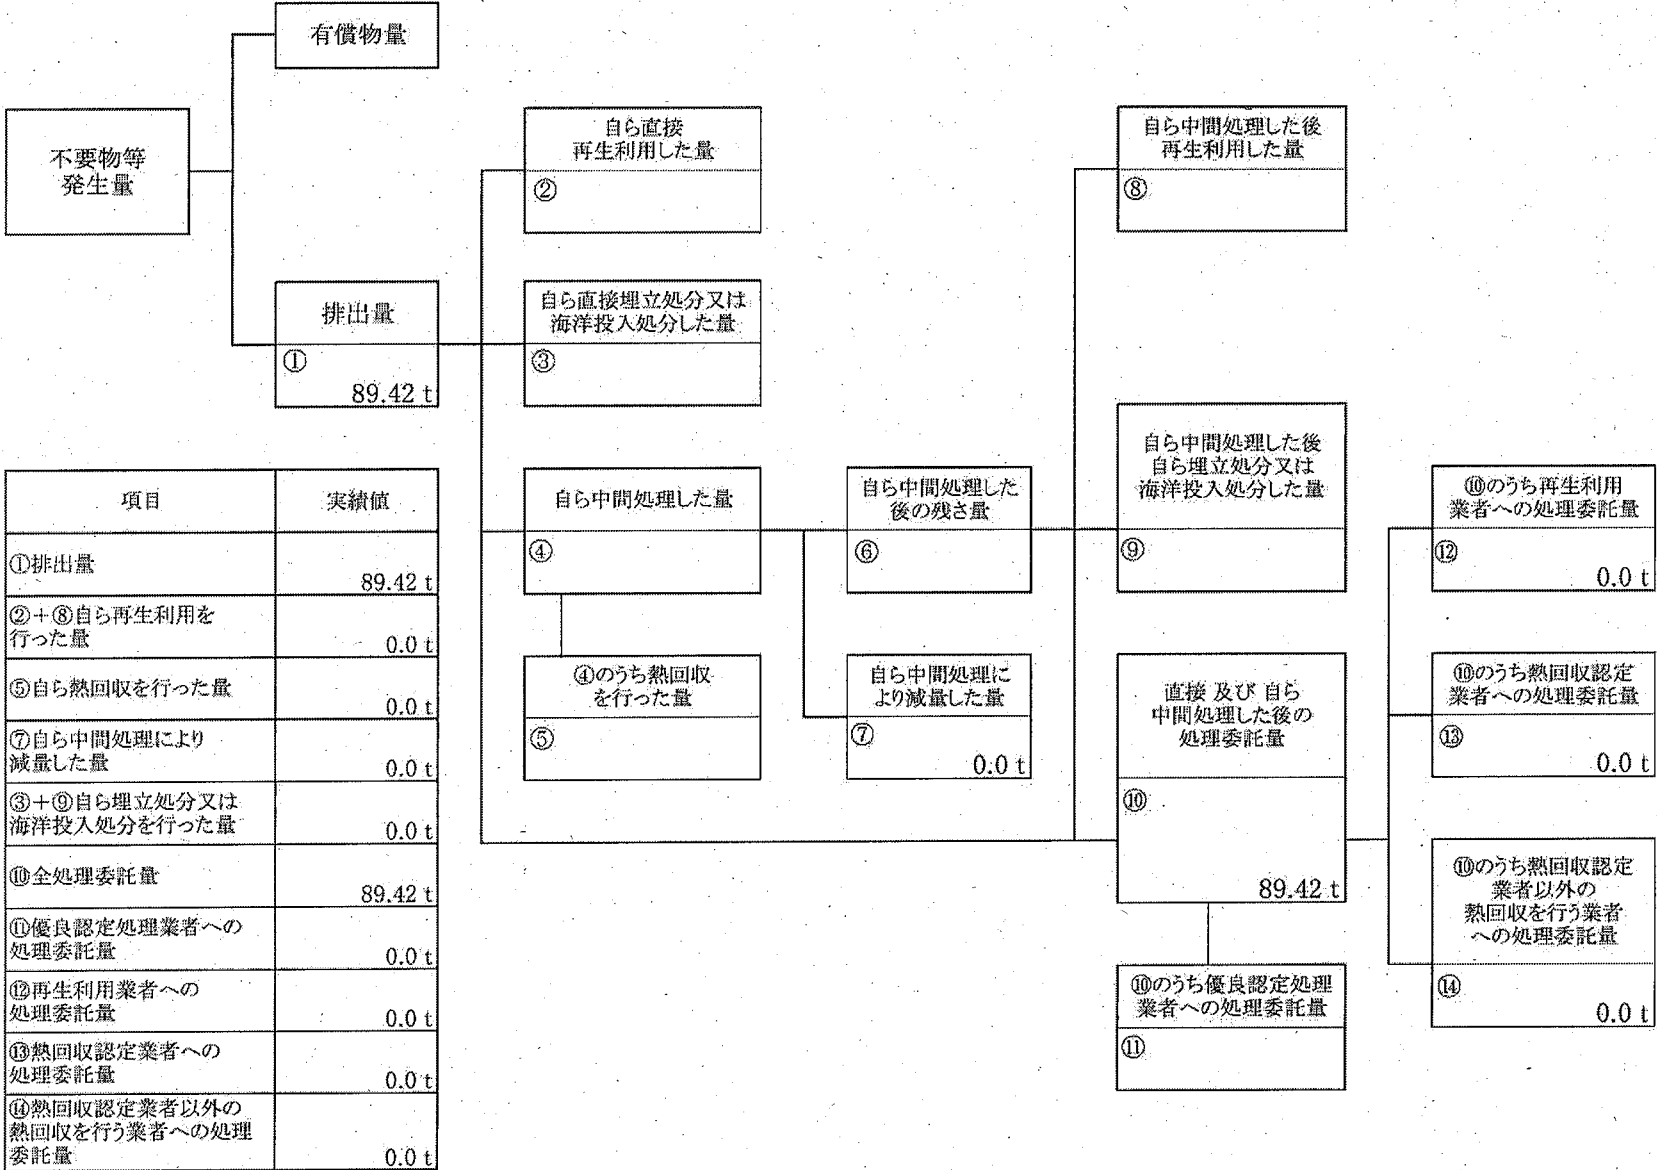 有償物量
不要物等
発生量
排出量
①
89.42 t
自ら直接
再生利用した量
②
自ら直接埋立処分又は
海洋投入処分した量
③
自ら中間処理した量
④
④のうち熱回収
を行った量
⑤
自ら中間処理した
後の残さ量
⑥
自ら中間処理に
より減量した量
⑦
0.0 t
自ら中間処理した後
再生利用した量
⑧
自ら中間処理した後
自ら埋立処分又は
海洋投入処分した量
⑨
直接 及び 自ら
中間処理した後の
処理委託量
⑩
89.42 t
⑩のうち優良認定処理
業者への処理委託量
⑪
⑩のうち再生利用
業者への処理委託量
⑫
0.0 t
⑩のうち熱回収認定
業者への処理委託量
⑬
0.0 t
⑩のうち熱回収認定
業者以外の
熱回収を行う業者
への処理委託量
⑭
0.0 t
項目 実績値
①排出量
89.42 t
②+⑧自ら再生利用を
行った量
0.0 t
⑤自ら熱回収を行った量
0.0 t
⑦自ら中間処理により
減量した量
0.0 t
③+⑨自ら埋立処分又は
海洋投入処分を行った量
0.0 t
⑩全処理委託量
89.42 t
⑪優良認定処理業者への
処理委託量
0.0 t
⑫再生利用業者への
処理委託量
0.0 t
⑬熱回収認定業者への
処理委託量
0.0 t
⑭熱回収認定業者以外の
熱回収を行う業者への処理
委託量
0.0 t